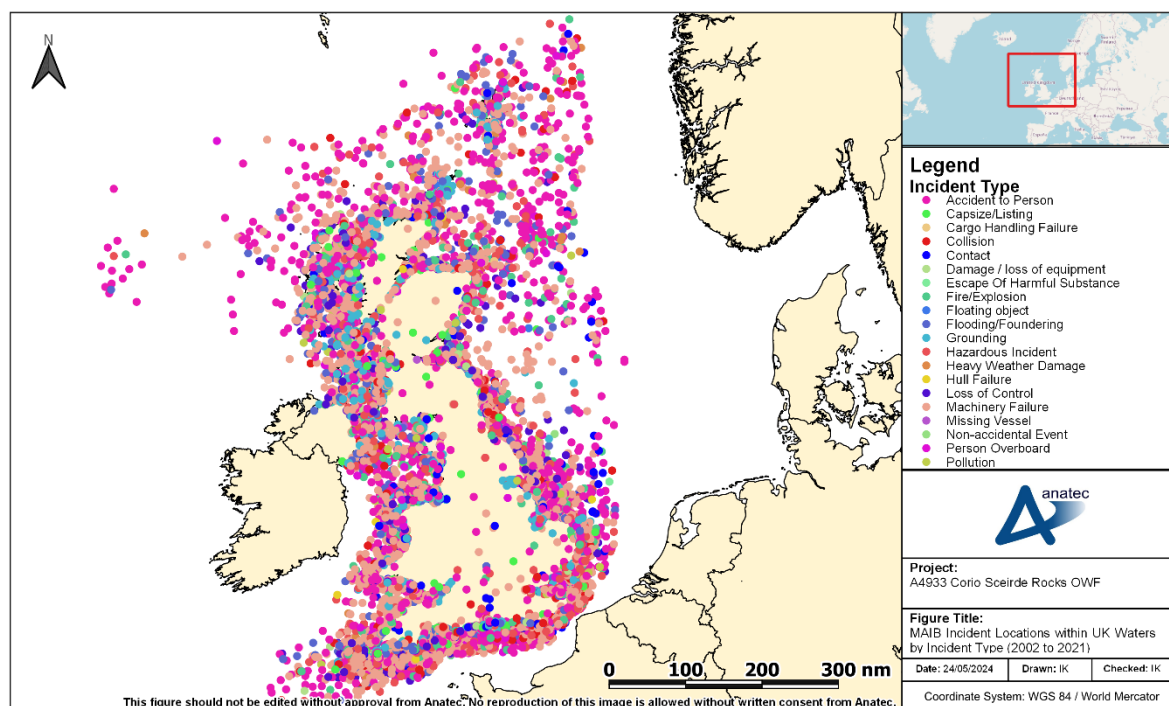 N
0 100 200 300 nm
This figure should not be edited without approval from Anatec. No reproduction of this image is allowed without written consent from Anatec.
Legend
Incident Type
Accident to Person
Capsize/Listing
Cargo Handling Failure
Collision
Contact
Damage / loss of equipment
Escape Of Harmful Substance
Fire/Explosion
Floating object
Flooding/Foundering
Grounding
Hazardous Incident
Heavy Weather Damage
Hull Failure
Loss of Control
Machinery Failure
Missing Vessel
Non-accidental Event
Person Overboard
Pollution
anatec
Project:
A4933 Corio Sceirde Rocks OWF
Figure Title:
MAIB Incident Locations within UK Waters
by Incident Type (2002 to 2021)
Date: 24/05/2024 Drawn: IK Checked: IK
Coordinate System: WGS 84 / World Mercator